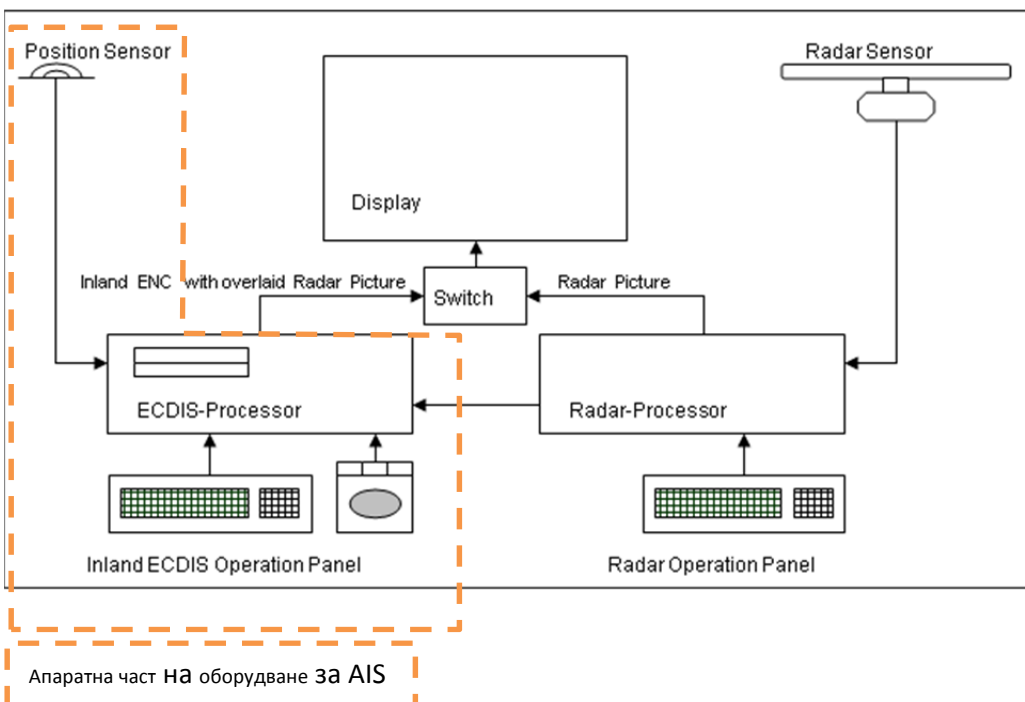 Position Sensor
Radar Sensor
Display
Inland ENC with overlaid Radar Picture
Switch
Radar Picture
ECDIS-Processor
Radar-Processor
Inland ECDIS Operation Panel
Radar Operation Panel
Апаратна част на оборудване за AIS